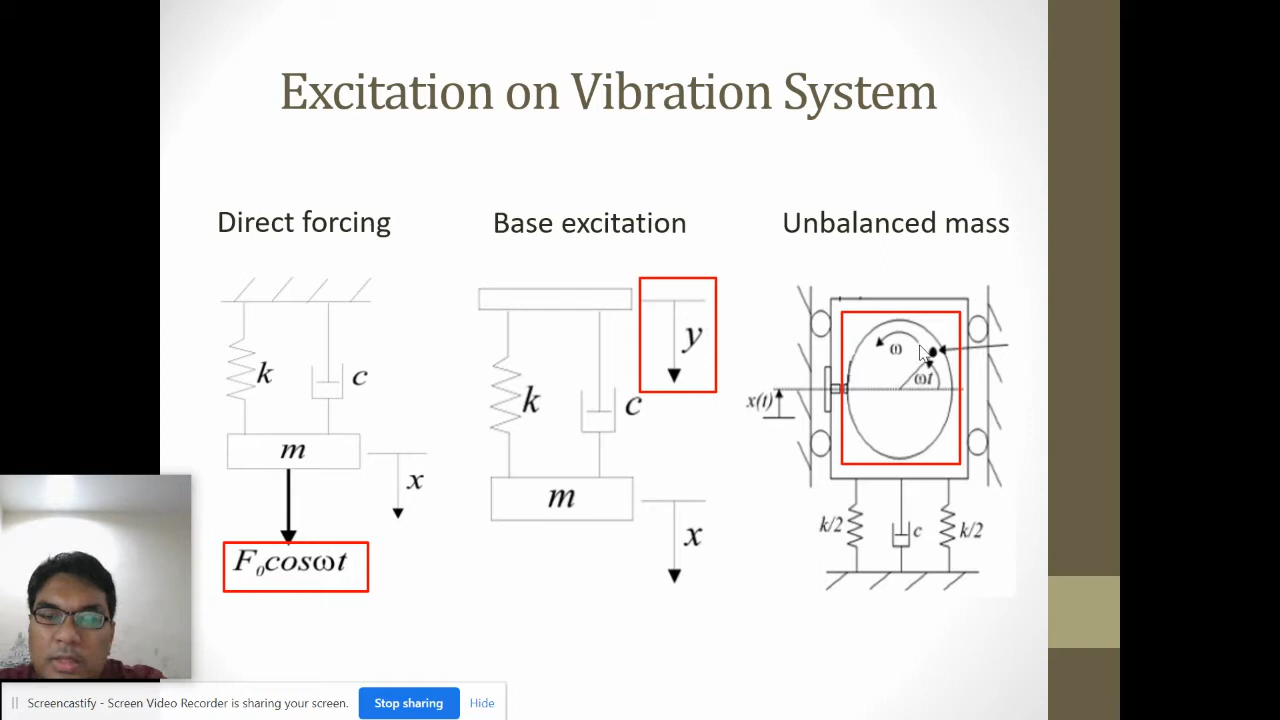 Excitation on Vibration System
Direct forcing
Base excitation
Unbalanced mass
k
c
m
x
F₀cosωt
y
k
c
m
x
ω
ωt
x(t)
k/2
c
k/2
Screencastify - Screen Video Recorder is sharing your screen.
Stop sharing
Hide